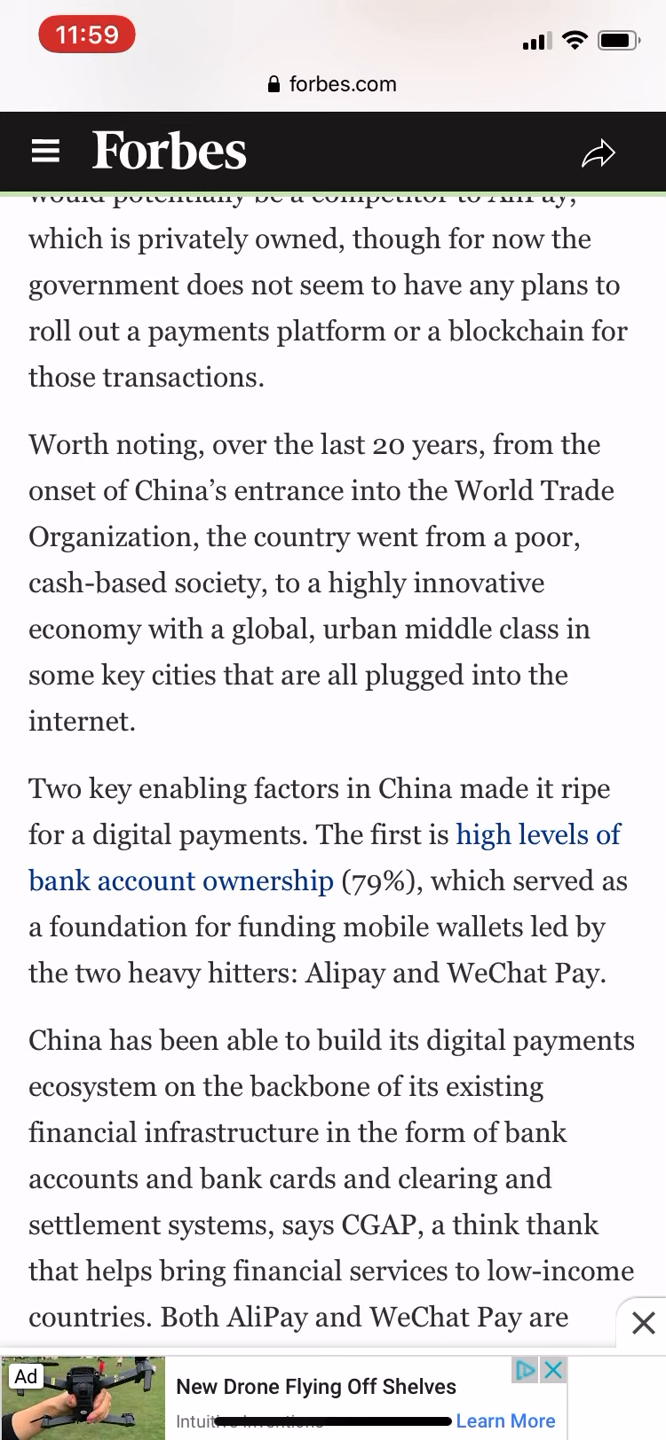 11:59
forbes.com
Forbes
would potentially be a competitor to AliPay,
which is privately owned, though for now the
government does not seem to have any plans to
roll out a payments platform or a blockchain for
those transactions.
Worth noting, over the last 20 years, from the
onset of China’s entrance into the World Trade
Organization, the country went from a poor,
cash-based society, to a highly innovative
economy with a global, urban middle class in
some key cities that are all plugged into the
internet.
Two key enabling factors in China made it ripe
for a digital payments. The first is high levels of
bank account ownership (79%), which served as
a foundation for funding mobile wallets led by
the two heavy hitters: Alipay and WeChat Pay.
China has been able to build its digital payments
ecosystem on the backbone of its existing
financial infrastructure in the form of bank
accounts and bank cards and clearing and
settlement systems, says CGAP, a think thank
that helps bring financial services to low-income
countries. Both AliPay and WeChat Pay are
Ad
New Drone Flying Off Shelves
Intuitive Inventions
Learn More